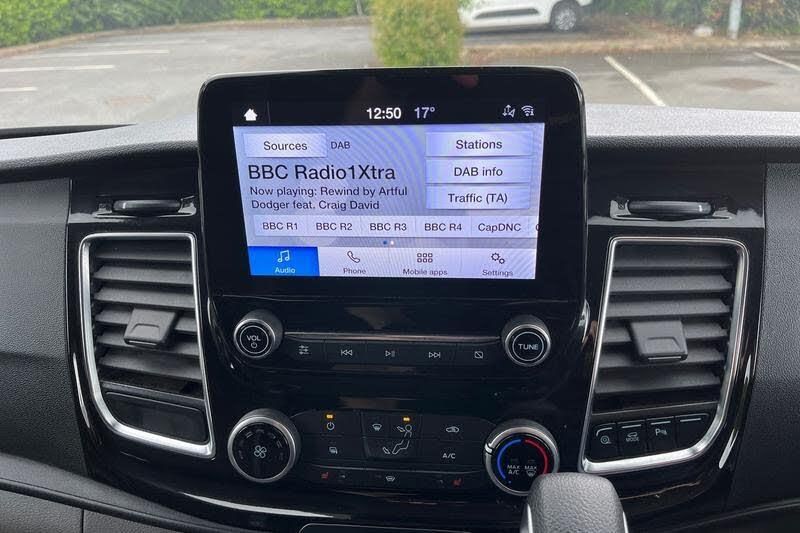 12:50 17°
Sources DAB Stations
BBC Radio1Xtra
DAB info
Now playing: Rewind by Artful
Dodger feat. Craig David
Traffic (TA)
BBC R1 BBC R2 BBC R3 BBC R4 CapDNC
Audio Phone Mobile apps Settings
VOL
TUNE
A/C
MAX A/C
MAX
MODE